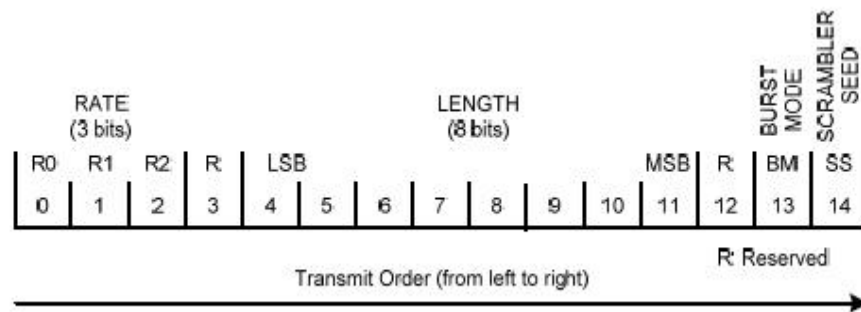 RATE
(3 bits)
LENGTH
(8 bits)
BURST
MODE
SCRAMBLER
SEED
R0 R1 R2 R LSB MSB R BM SS
0 1 2 3 4 5 6 7 8 9 10 11 12 13 14
R: Reserved
Transmit Order (from left to right)